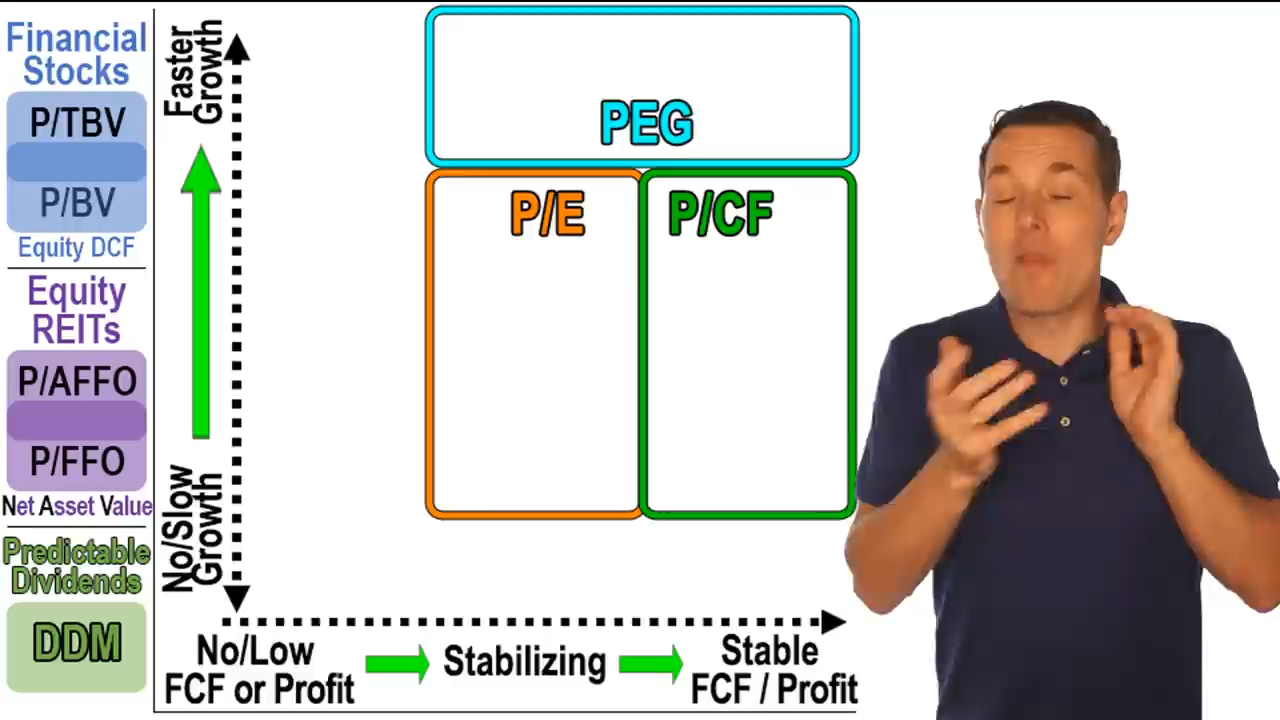 Financial
Stocks
P/TBV
P/BV
Equity DCF
Equity
REITs
P/AFFO
P/FFO
Net Asset Value
Predictable
Dividends
DDM
Faster
Growth
No/Slow
Growth
PEG
P/E
P/CF
No/Low
FCF or Profit
Stabilizing
Stable
FCF / Profit